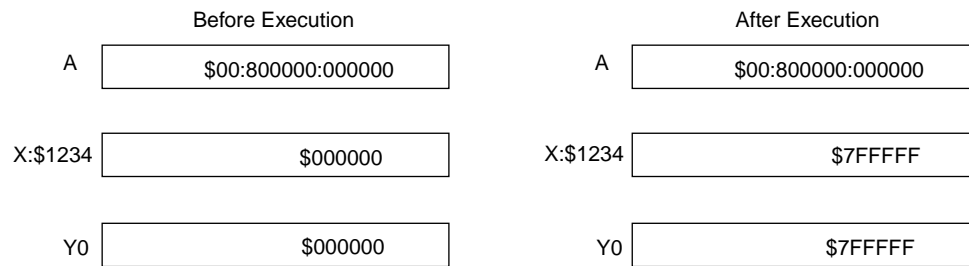 Before Execution After Execution
A $00:800000:000000 A $00:800000:000000
X:$1234 $000000 X:$1234 $7FFFFF
Y0 $000000 Y0 $7FFFFF